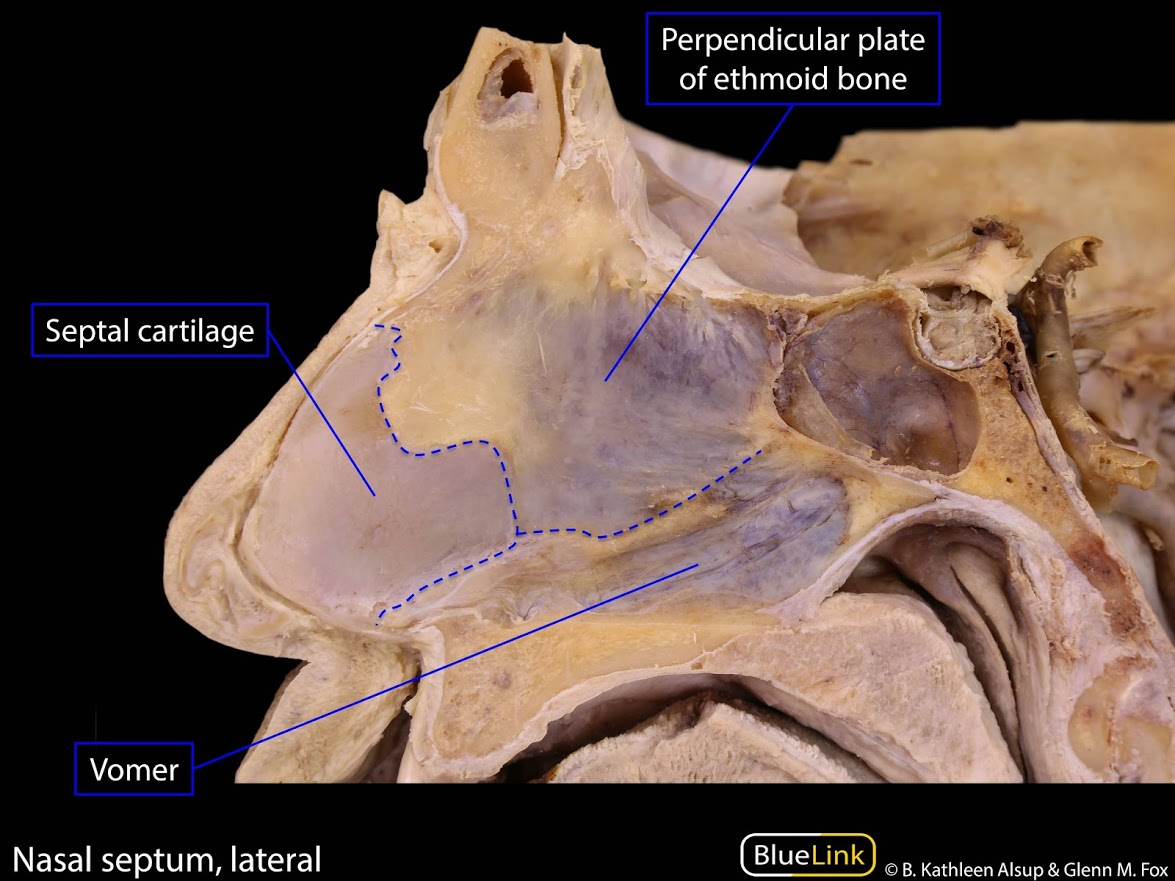 Perpendicular plate
of ethmoid bone
Septal cartilage
Vomer
Nasal septum, lateral
BlueLink
© B. Kathleen Alsup & Glenn M. Fox